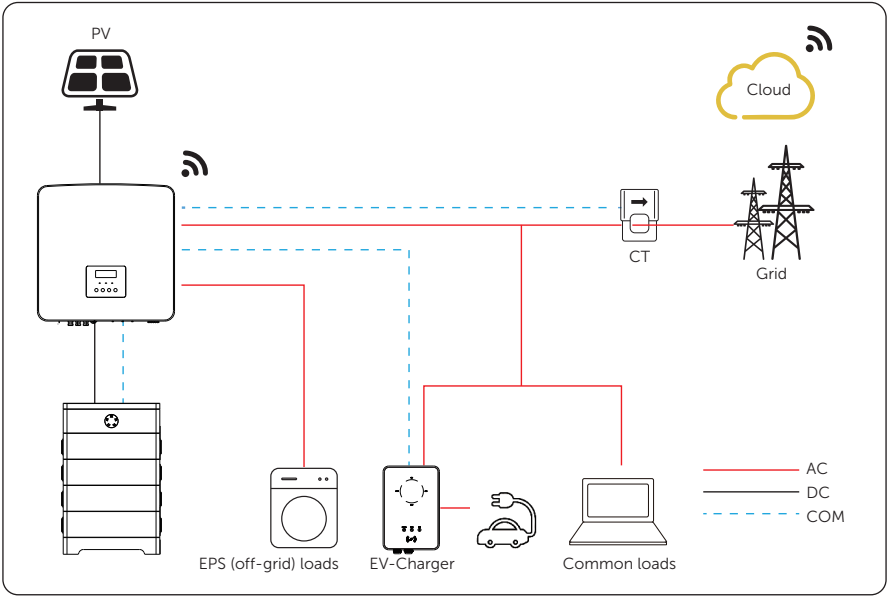 PV
Cloud
CT
Grid
AC
DC
COM
EPS (off-grid) loads
EV-Charger
Common loads